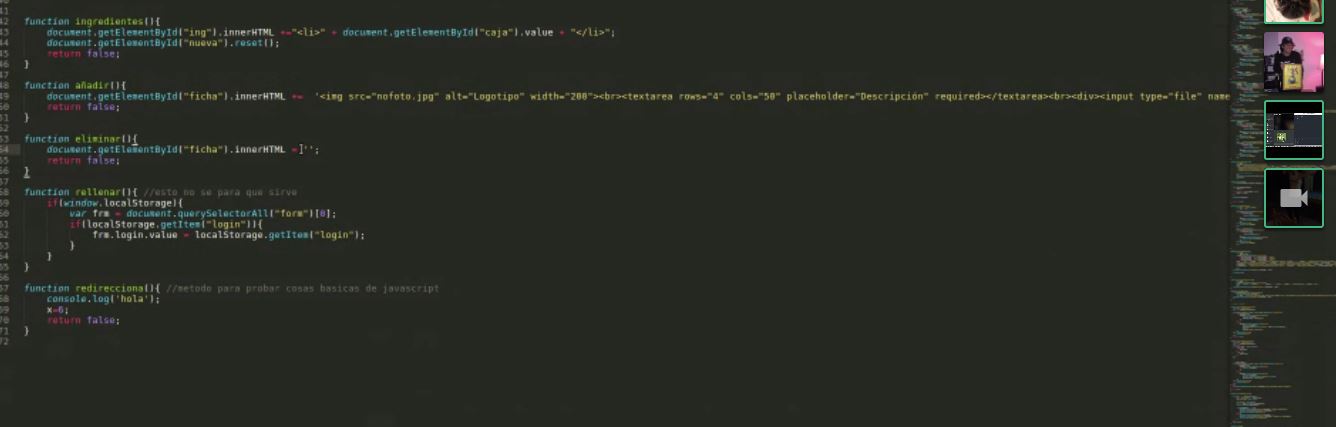 41
42 function ingredientes(){
43 document.getElementById("ing").innerHTML +="<li>" + document.getElementById("caja").value + "</li>";
44 document.getElementById("nueva").reset();
45 return false;
46 }
47
48 function añadir(){
49 document.getElementById("ficha").innerHTML += '<img src="nofoto.jpg" alt="Logotipo" width="200"><br><textarea rows="4" cols="50" placeholder="Descripción" required></textarea><br><div><input type="file" name
50 return false;
51 }
52
53 function eliminar(){
54 document.getElementById("ficha").innerHTML = '';
55 return false;
56 }
57
58 function rellenar(){ //esto no se para que sirve
59 if(window.localStorage){
60 var frm = document.querySelectorAll("form")[0];
61 if(localStorage.getItem("login")){
62 frm.login.value = localStorage.getItem("login");
63 }
64 }
65 }
66
67 function redirecciona(){ //metodo para probar cosas basicas de javascript
68 console.log('hola');
69 x=6;
70 return false;
71 }
72